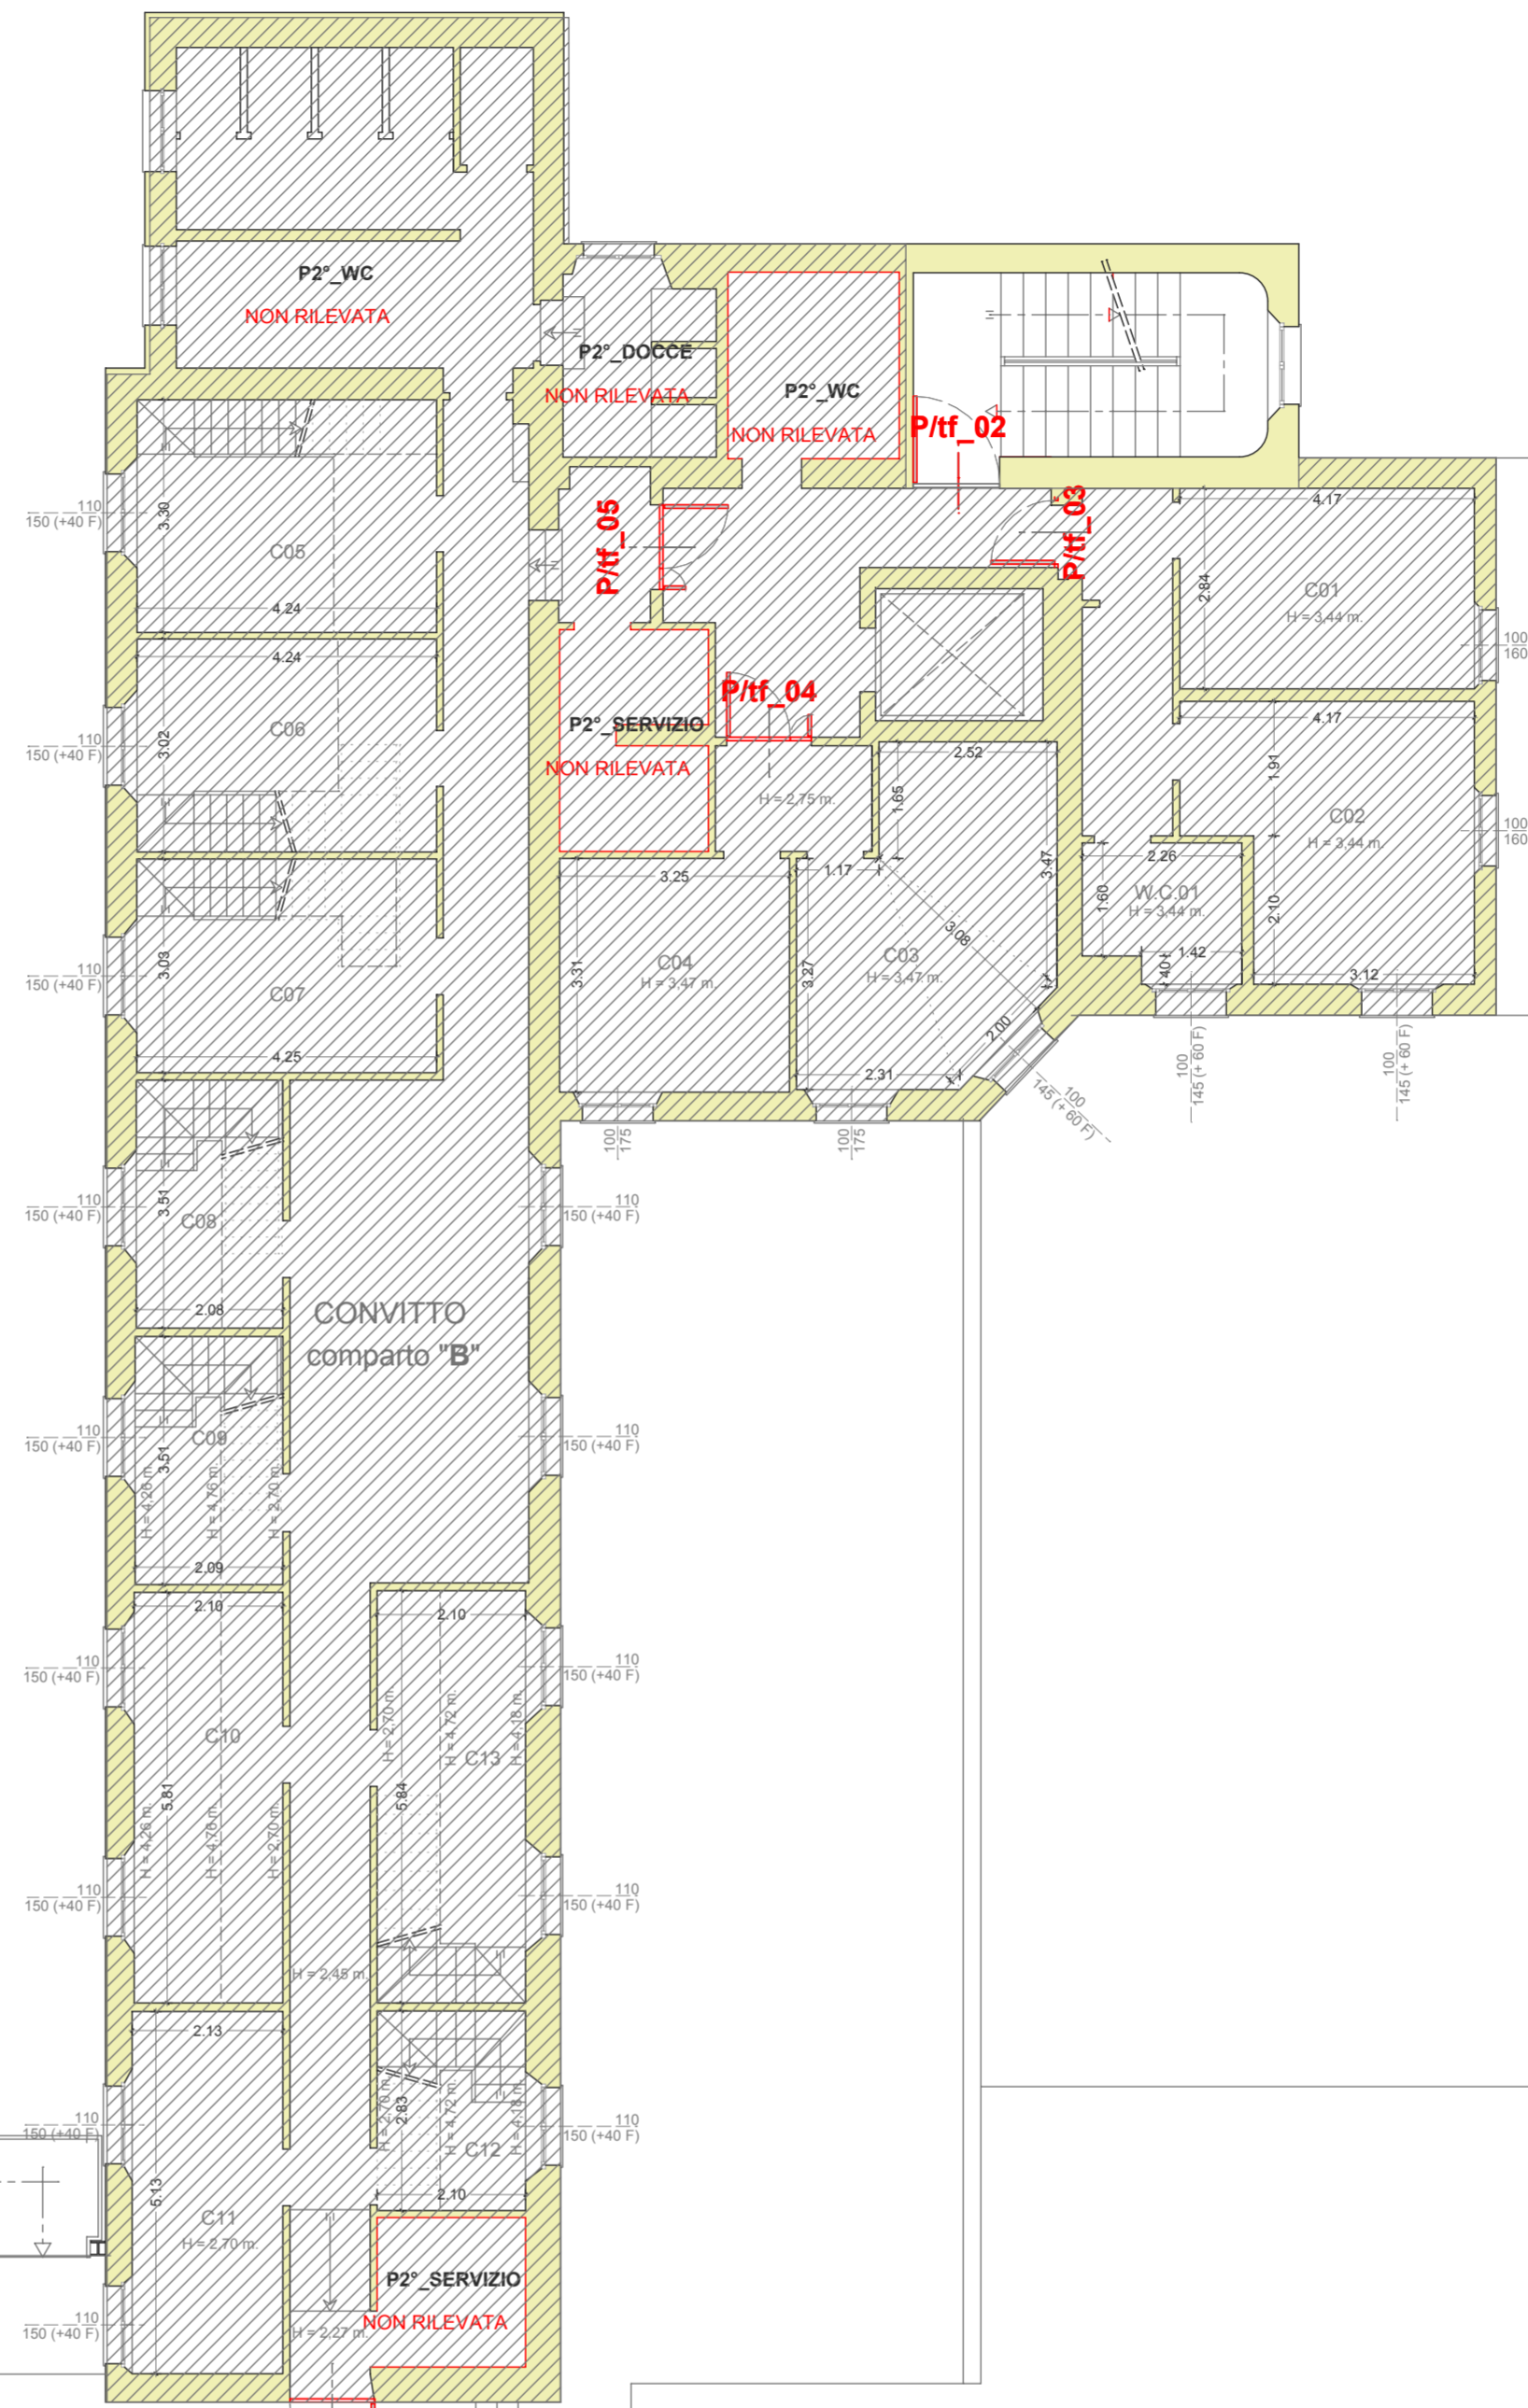 P2°_WC
NON RILEVATA
P2°_DOCCE
NON RILEVATA
P2°_WC
NON RILEVATA
P/tf_02
P/tf_03
P/tf_05
P/tf_04
110
150 (+40 F)
3.30
C05
4.24
4.17
2.84
C01
H = 3,44 m.
100
160
4.24
110
150 (+40 F)
3.02
C06
P2°_SERVIZIO
NON RILEVATA
H = 2,75 m.
2.52
1.65
3.47
4.17
1.91
C02
H = 3,44 m.
2.10
3.12
100
160
110
150 (+40 F)
3.03
C07
4.25
3.25
3.31
C04
H = 3,47 m.
1.17
3.27
C03
H = 3,47 m.
3.08
2.31
2.00
2.26
1.60
W.C.01
H = 3,44 m.
1.42
.40
100
175
100
175
100
145 (+60 F)
100
145 (+ 60 F)
100
145 (+ 60 F)
110
150 (+40 F)
3.51
C08
2.08
110
150 (+40 F)
CONVITTO
comparto "B"
110
150 (+40 F)
3.51
C09
H = 4,26 m.
H = 4,76 m.
H = 2,70 m.
2.09
110
150 (+40 F)
2.10
2.10
110
150 (+40 F)
C10
5.81
H = 4,26 m.
H = 4,76 m.
H = 2,70 m.
H = 2,70 m.
H = 4,72 m.
H = 4,18 m.
C13
5.84
110
150 (+40 F)
110
150 (+40 F)
110
150 (+40 F)
H = 2,45 m.
2.13
110
150 (+40 F)
H = 2,70 m.
2.83
H = 4,72 m.
H = 4,18 m.
C12
2.10
110
150 (+40 F)
5.13
C11
H = 2,70 m.
110
150 (+40 F)
P2°_SERVIZIO
NON RILEVATA
H = 2,27 m.